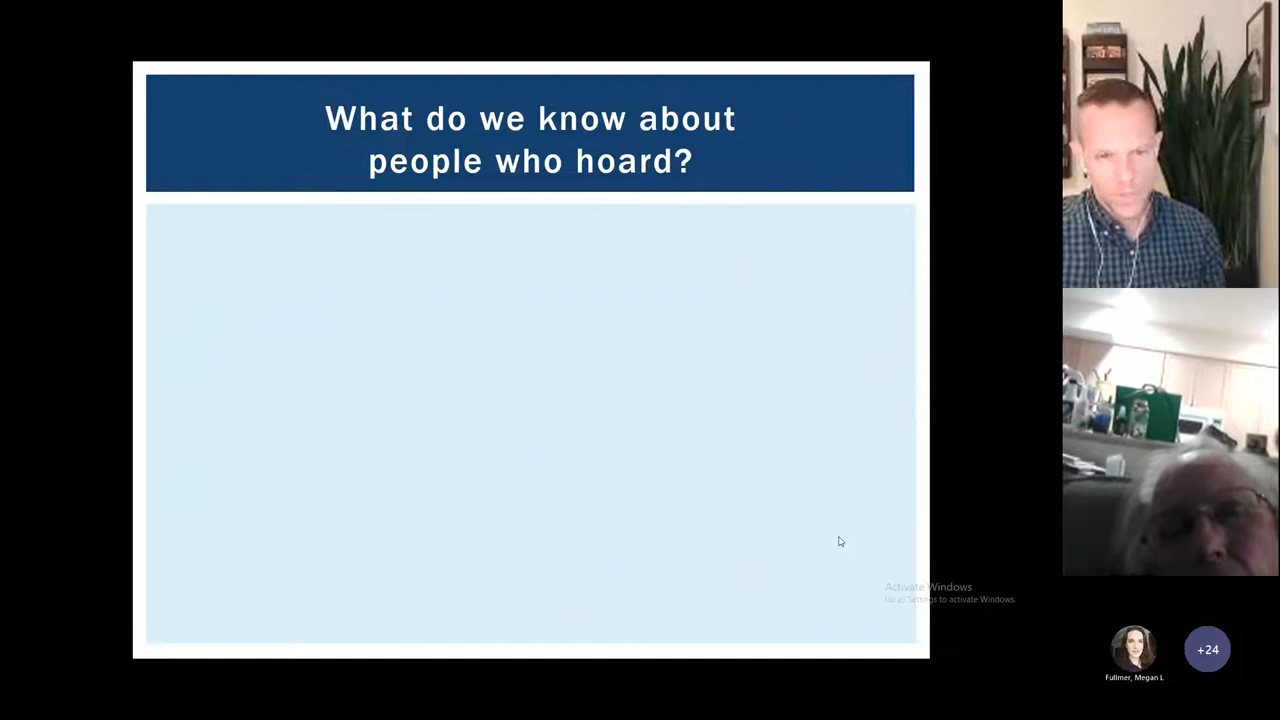 What do we know about
people who hoard?
Activate Windows
Go to Settings to activate Windows.
Fullmer, Megan L
+24